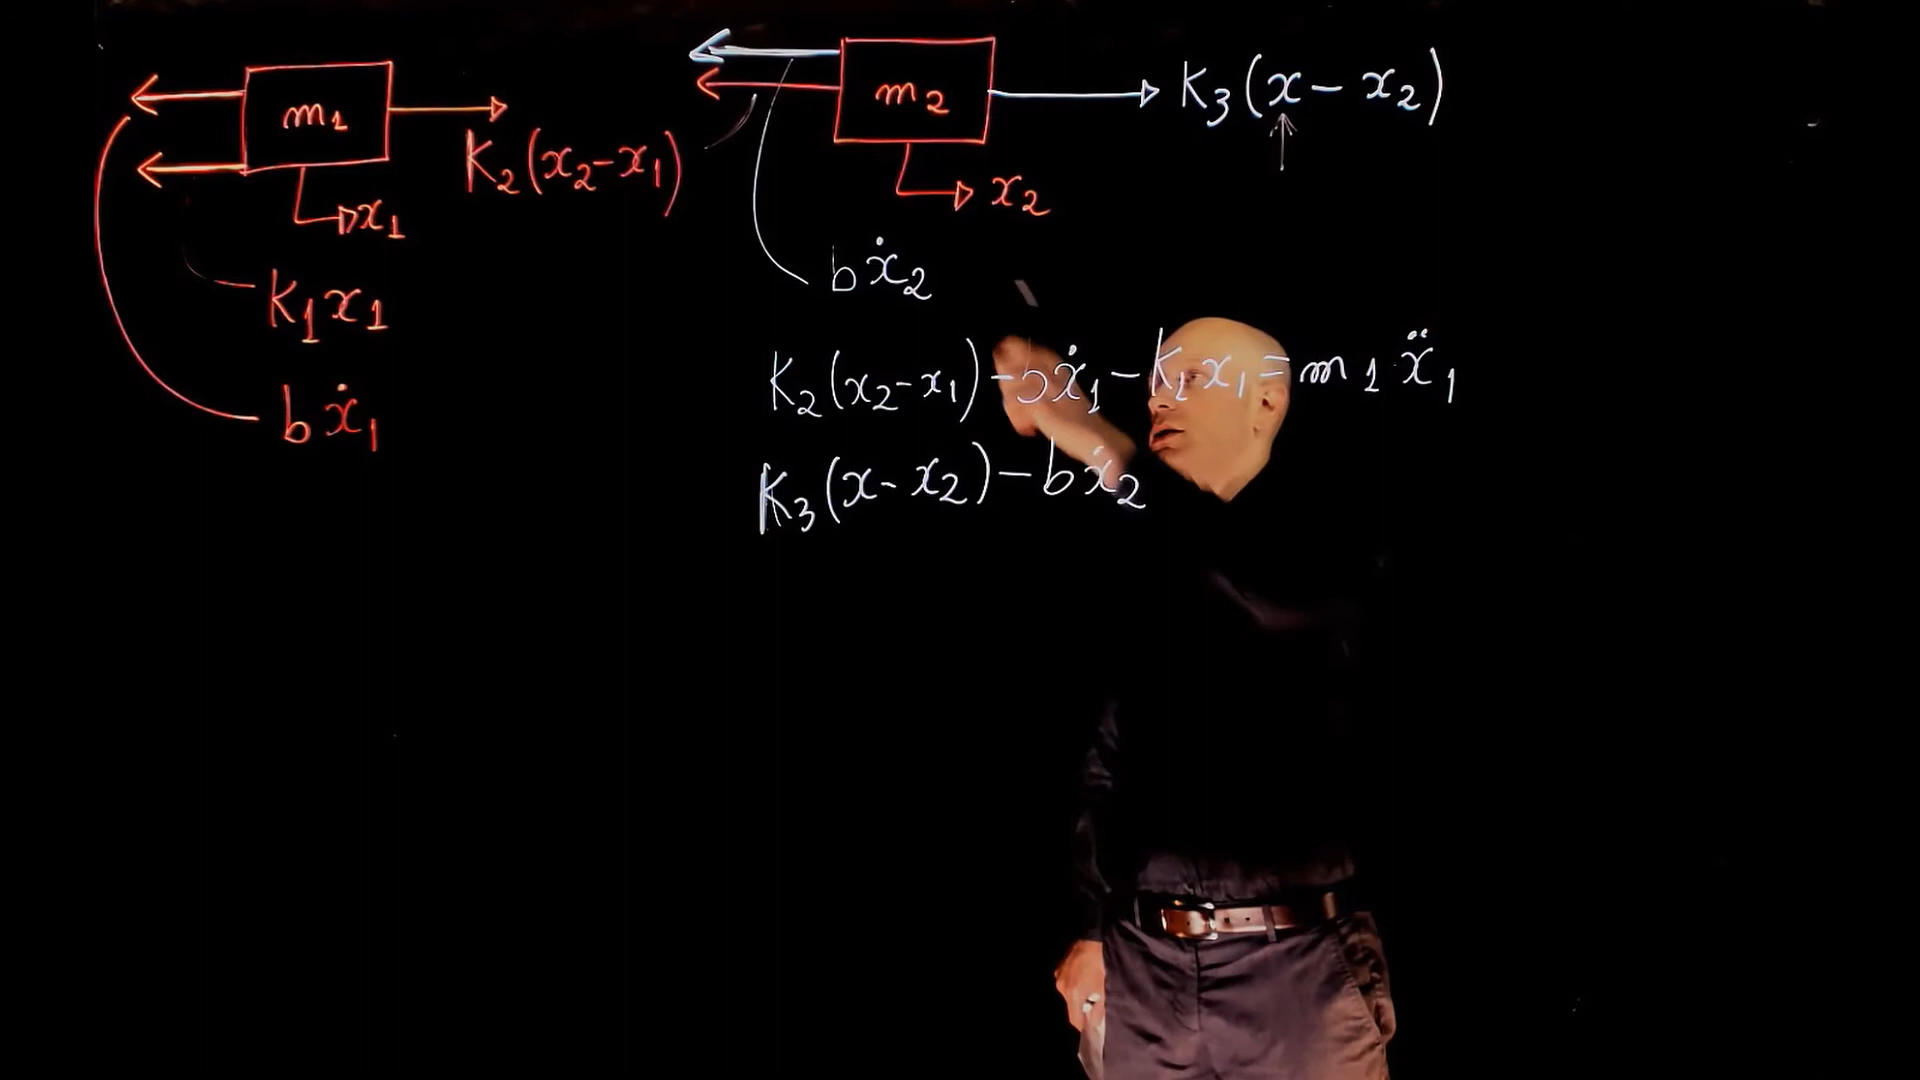 m₁
K₂(x₂-x₁)
x₁
K₁x₁
bẋ₁
m₂
K₃(x-x₂)
x₂
bẋ₂
K₂(x₂-x₁)-bẋ₁-K₁x₁=m₁ẍ₁
K₃(x-x₂)-bẋ₂